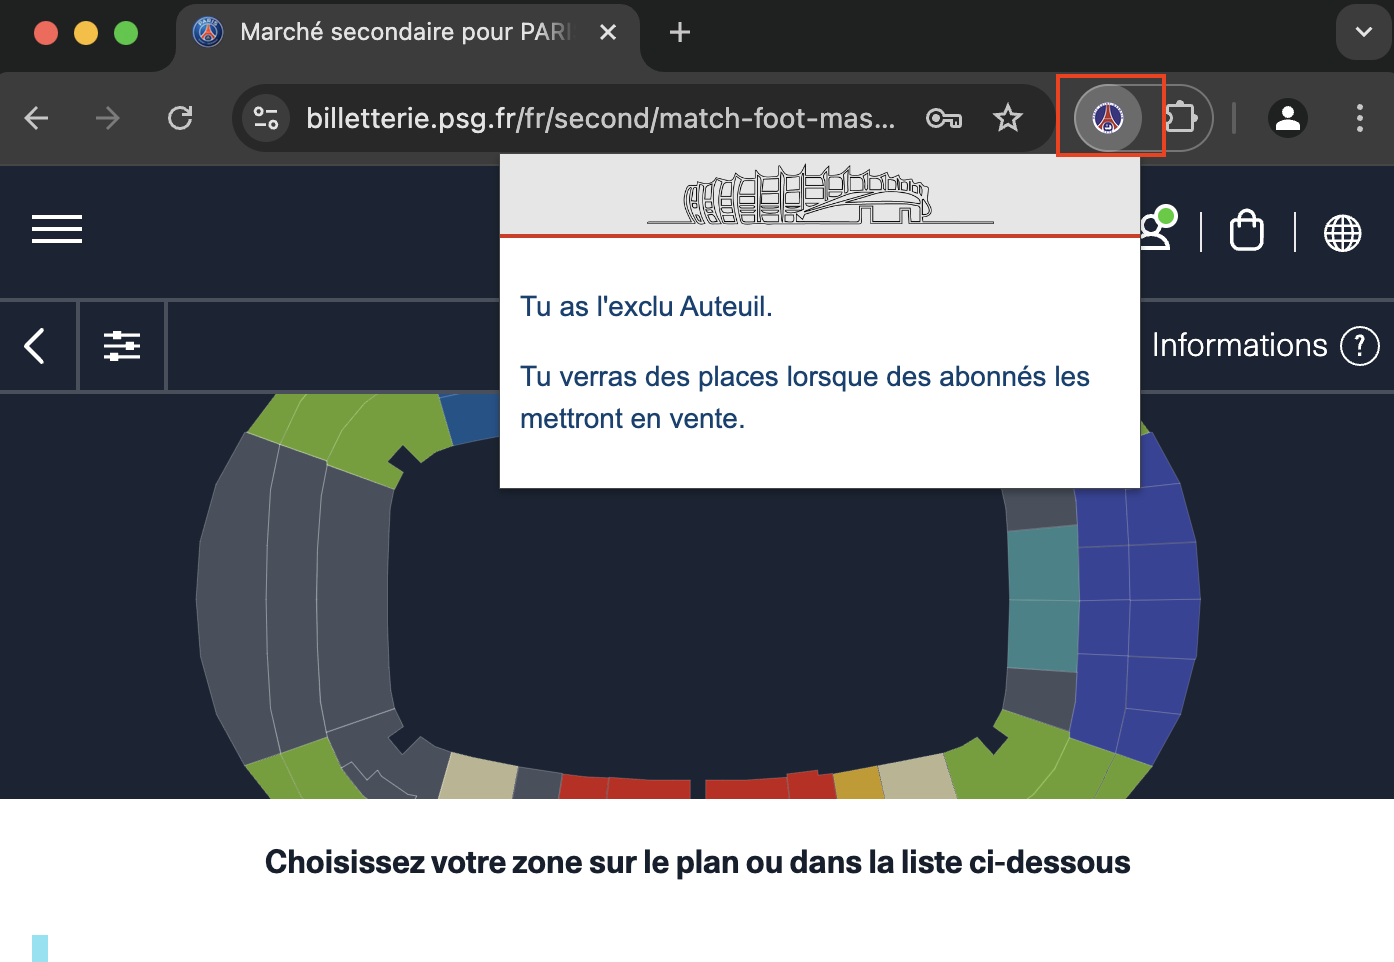 Marché secondaire pour PARI
billetterie.psg.fr/fr/second/match-foot-mas...
Tu as l'exclu Auteuil.
Tu verras des places lorsque des abonnés les
mettront en vente.
Informations ?
Choisissez votre zone sur le plan ou dans la liste ci-dessous